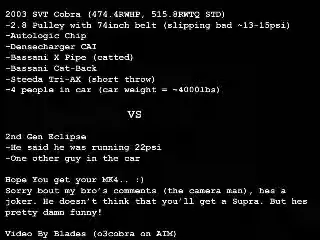 2003 SVT Cobra (474.4RWHP, 515.8RWTQ STD)
-2.8 Pulley with 74inch belt (slipping bad ~13-15psi)
-Autologic Chip
-Densecharger CAI
-Bassani X Pipe (catted)
-Bassani Cat-Back
-Steeda Tri-AX (short throw)
-4 people in car (car weight = ~4000lbs)
VS
2nd Gen Eclipse
-He said he was running 22psi
-One other guy in the car
Hope You get your MK4.. :)
Sorry bout my bro's comments (the camera man), hes a
joker. He doesn't think that you'll get a Supra. But hes
pretty damn funny!
Video By Blades (o3cobra on AIM)